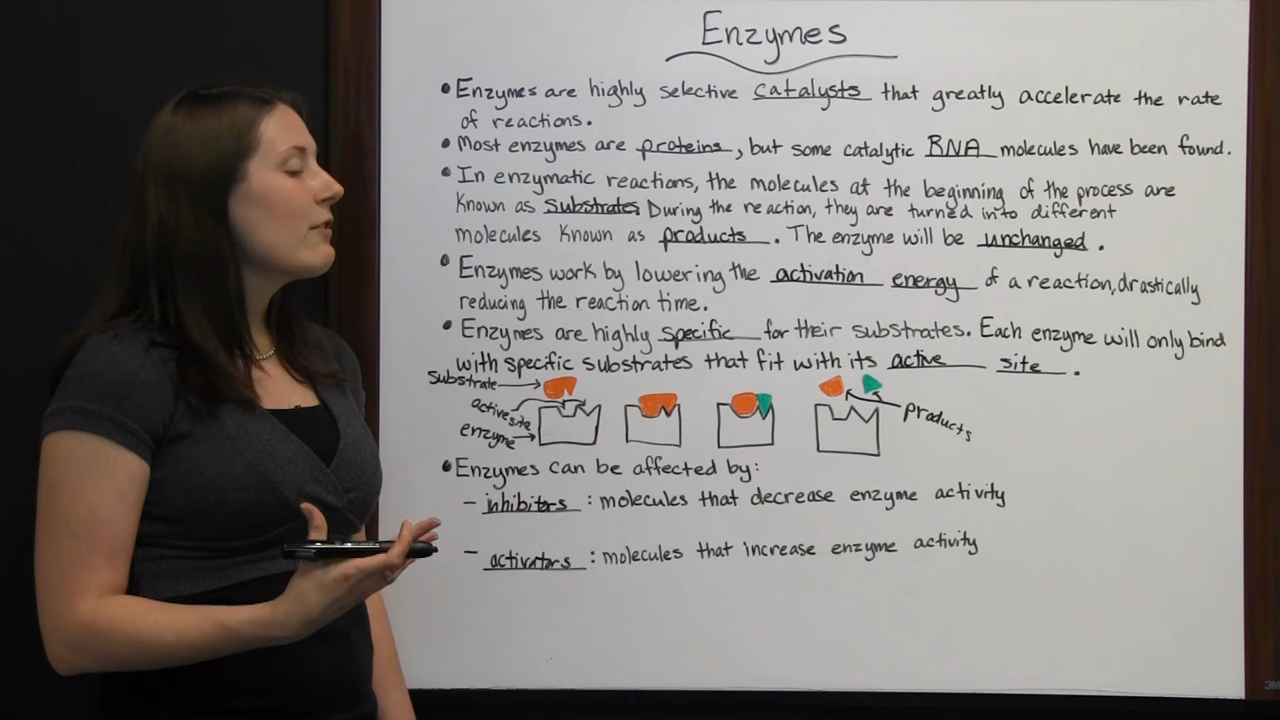 Enzymes
• Enzymes are highly selective catalysts that greatly accelerate the rate
of reactions.
• Most enzymes are proteins, but some catalytic RNA molecules have been found.
• In enzymatic reactions, the molecules at the beginning of the process are
known as substrates. During the reaction, they are turned into different
molecules known as products. The enzyme will be unchanged.
• Enzymes work by lowering the activation energy of a reaction, drastically
reducing the reaction time.
• Enzymes are highly specific for their substrates. Each enzyme will only bind
with specific substrates that fit with its active site.
substrate
active site
enzyme
products
• Enzymes can be affected by:
- inhibitors : molecules that decrease enzyme activity
- activators : molecules that increase enzyme activity
3M